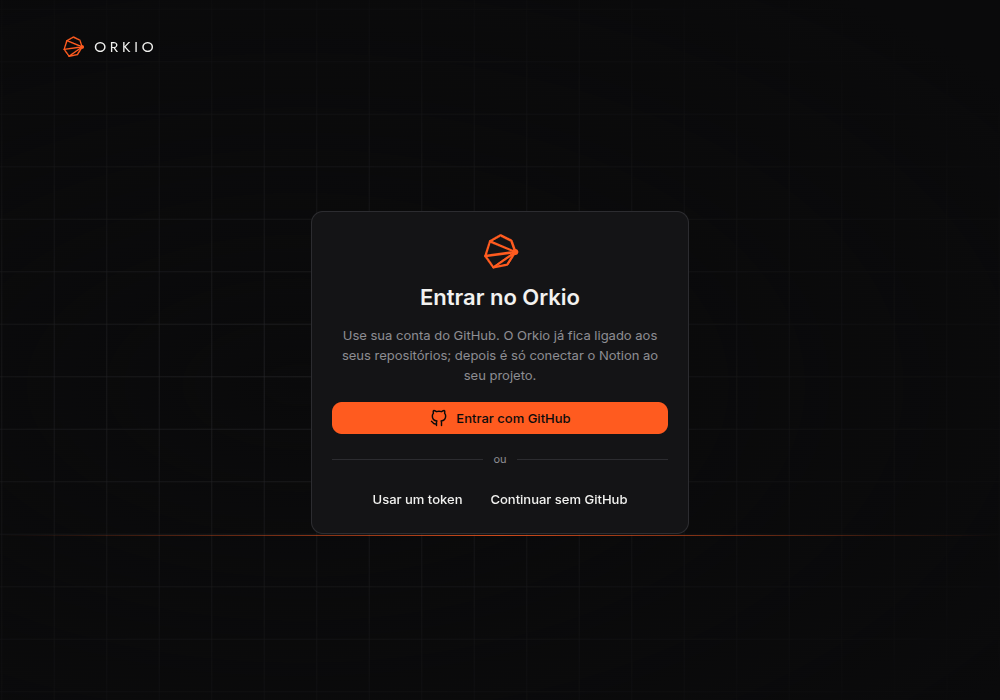 ORKIO
Entrar no Orkio
Use sua conta do GitHub. O Orkio já fica ligado aos
seus repositórios; depois é só conectar o Notion ao
seu projeto.
Entrar com GitHub
ou
Usar um token
Continuar sem GitHub